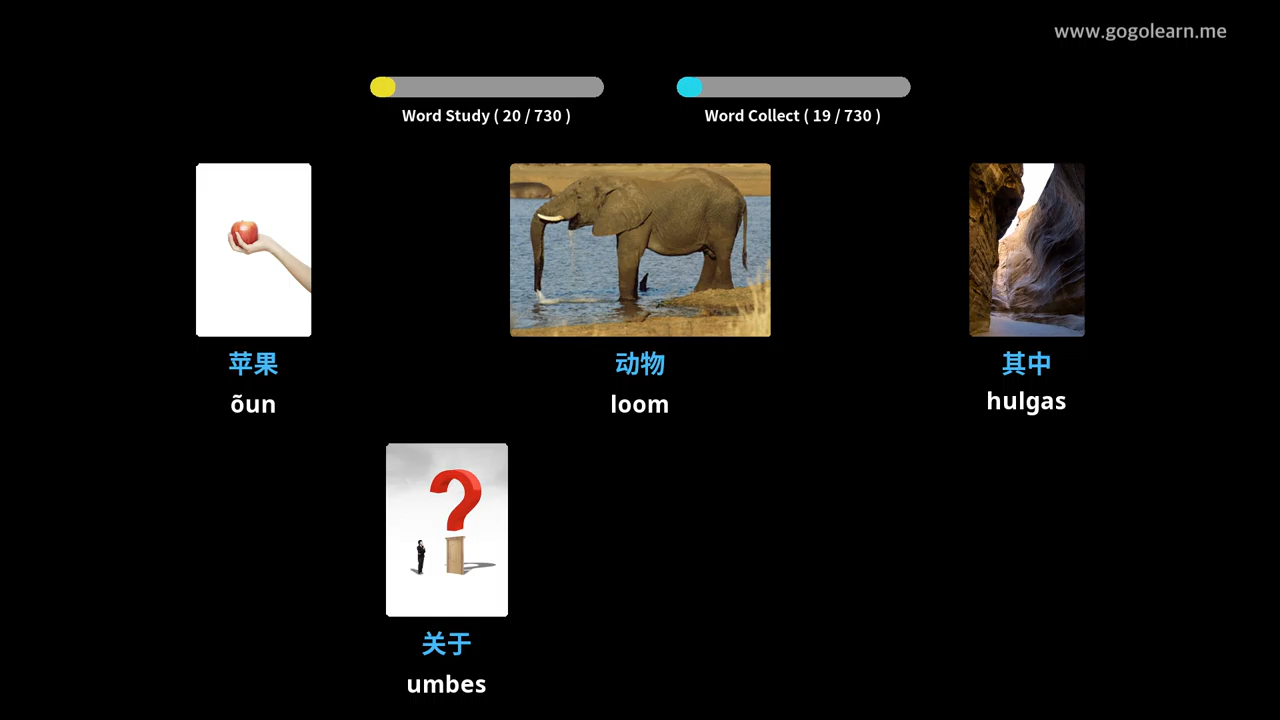 www.gogolearn.me
Word Study ( 20 / 730 )
Word Collect ( 19 / 730 )
苹果
õun
动物
loom
其中
hulgas
关于
umbes